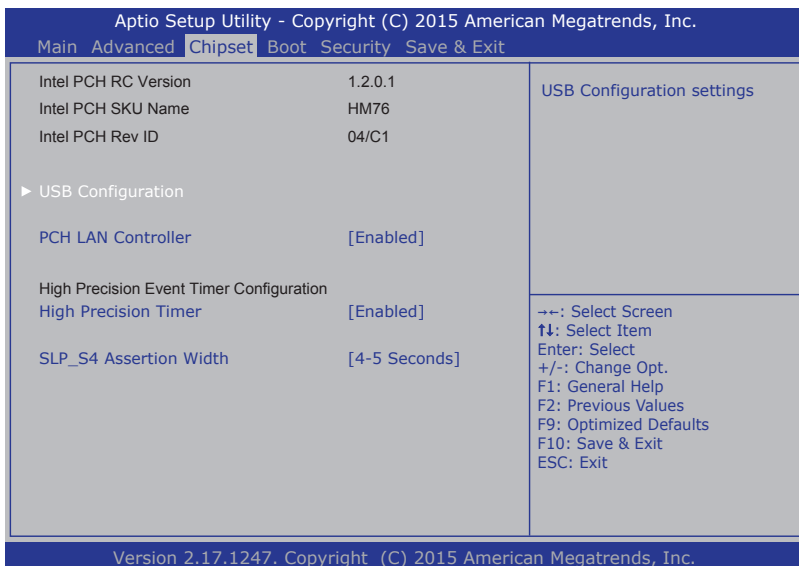 Aptio Setup Utility - Copyright (C) 2015 American Megatrends, Inc.
Main Advanced Chipset Boot Security Save & Exit
Intel PCH RC Version 1.2.0.1
Intel PCH SKU Name HM76
Intel PCH Rev ID 04/C1
► USB Configuration
PCH LAN Controller [Enabled]
High Precision Event Timer Configuration
High Precision Timer [Enabled]
SLP_S4 Assertion Width [4-5 Seconds]
USB Configuration settings
→←: Select Screen
↑↓: Select Item
Enter: Select
+/-: Change Opt.
F1: General Help
F2: Previous Values
F9: Optimized Defaults
F10: Save & Exit
ESC: Exit
Version 2.17.1247. Copyright (C) 2015 American Megatrends, Inc.